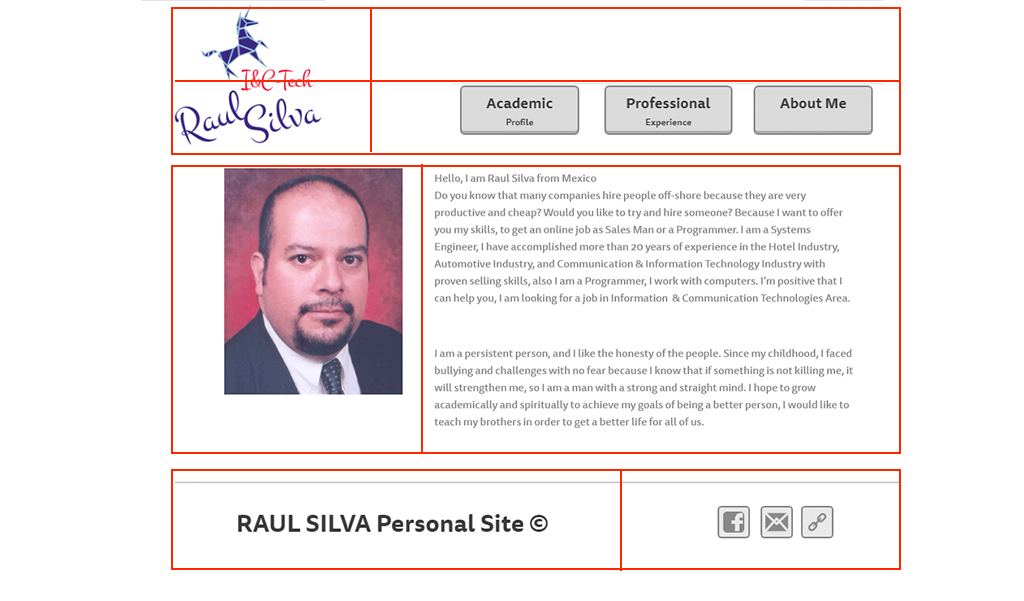 I&C-Tech
Raul Silva
Academic
Profile
Professional
Experience
About Me
Hello, I am Raul Silva from Mexico
Do you know that many companies hire people off-shore because they are very
productive and cheap? Would you like to try and hire someone? Because I want to offer
you my skills, to get an online job as Sales Man or a Programmer. I am a Systems
Engineer, I have accomplished more than 20 years of experience in the Hotel Industry,
Automotive Industry, and Communication & Information Technology Industry with
proven selling skills, also I am a Programmer, I work with computers. I'm positive that I
can help you, I am looking for a job in Information & Communication Technologies Area.
I am a persistent person, and I like the honesty of the people. Since my childhood, I faced
bullying and challenges with no fear because I know that if something is not killing me, it
will strengthen me, so I am a man with a strong and straight mind. I hope to grow
academically and spiritually to achieve my goals of being a better person, I would like to
teach my brothers in order to get a better life for all of us.
RAUL SILVA Personal Site ©